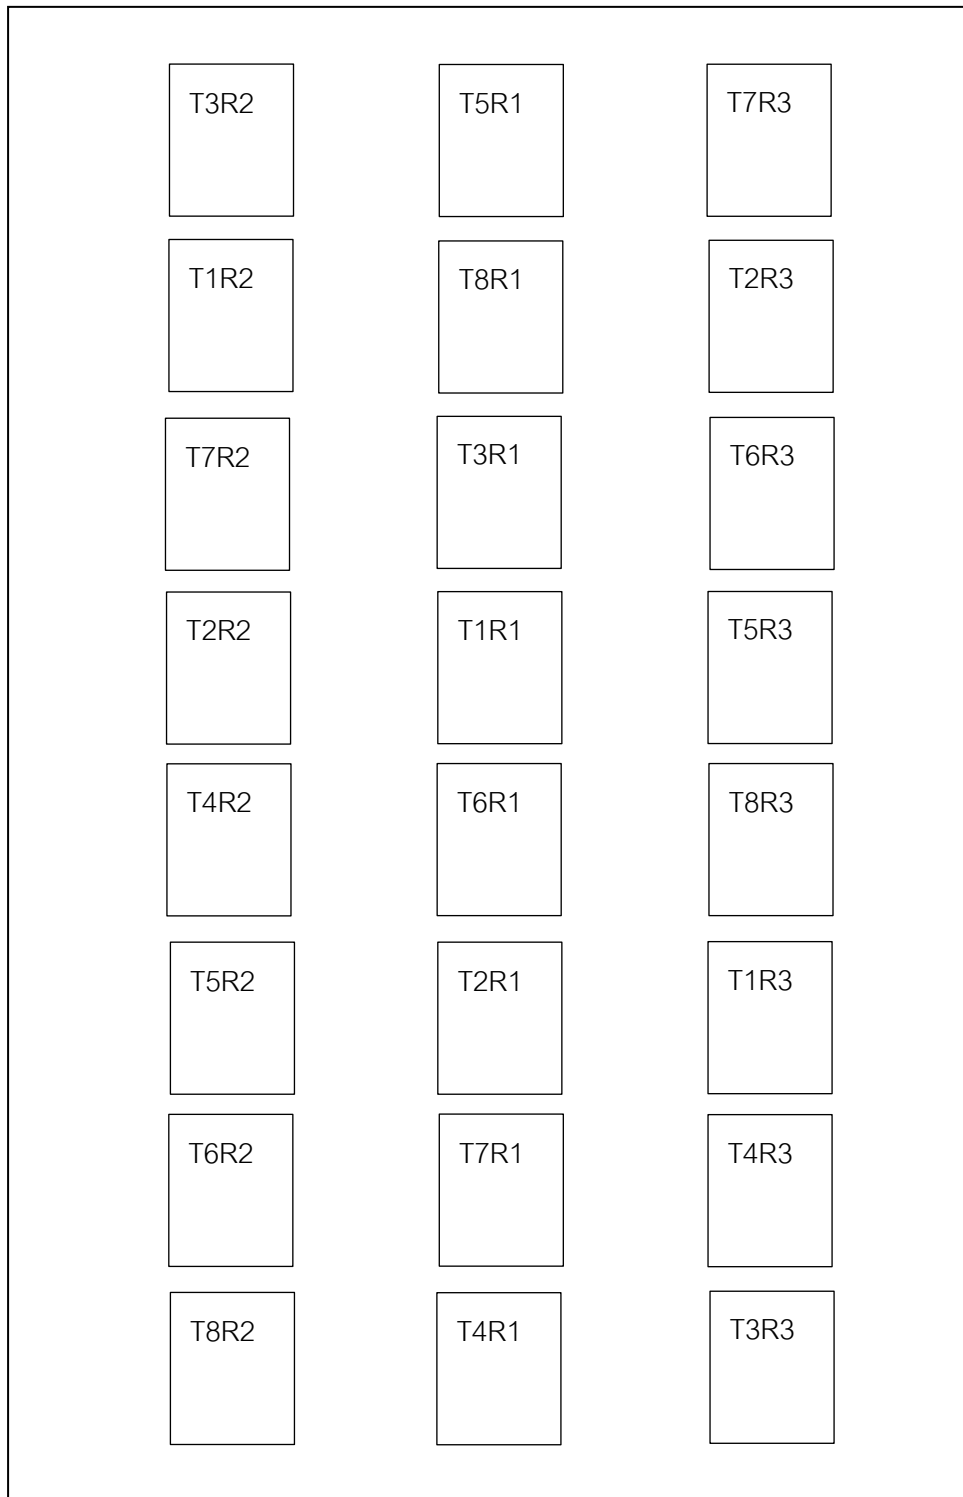 T3R2 T5R1 T7R3
T1R2 T8R1 T2R3
T7R2 T3R1 T6R3
T2R2 T1R1 T5R3
T4R2 T6R1 T8R3
T5R2 T2R1 T1R3
T6R2 T7R1 T4R3
T8R2 T4R1 T3R3